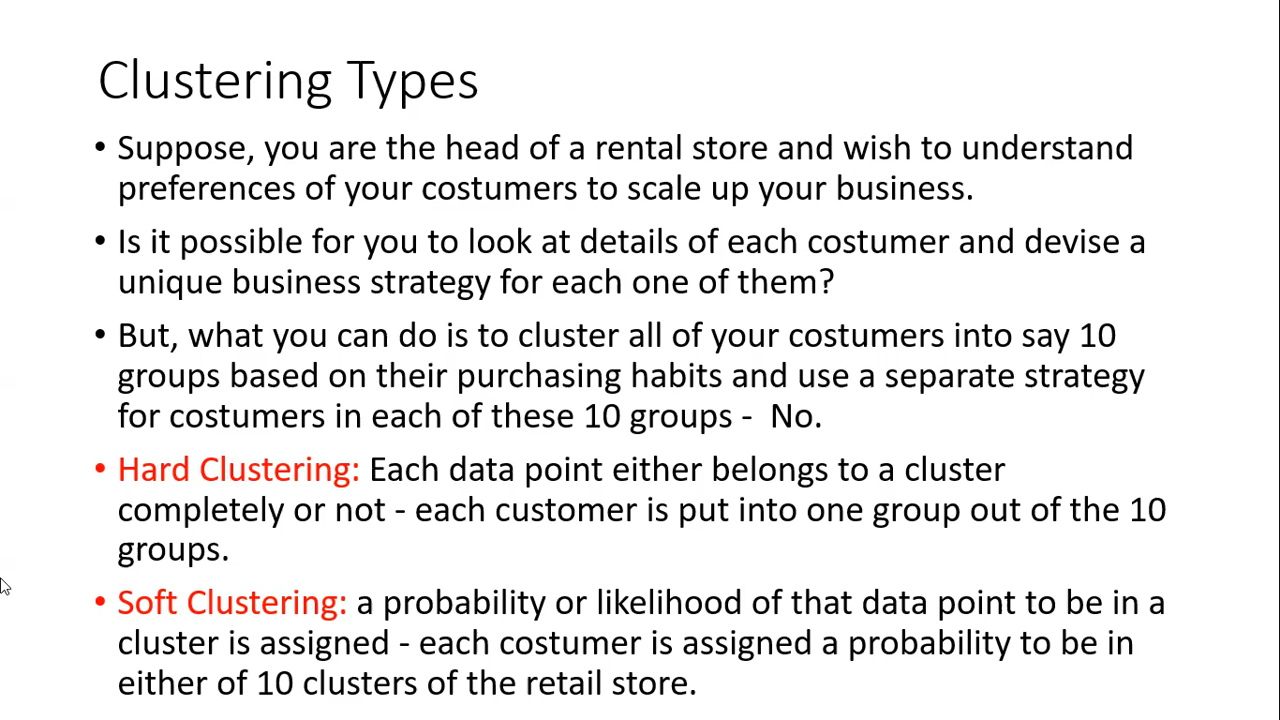 Clustering Types
• Suppose, you are the head of a rental store and wish to understand
preferences of your costumers to scale up your business.
• Is it possible for you to look at details of each costumer and devise a
unique business strategy for each one of them?
• But, what you can do is to cluster all of your costumers into say 10
groups based on their purchasing habits and use a separate strategy
for costumers in each of these 10 groups -  No.
• Hard Clustering: Each data point either belongs to a cluster
completely or not - each customer is put into one group out of the 10
groups.
• Soft Clustering: a probability or likelihood of that data point to be in a
cluster is assigned - each costumer is assigned a probability to be in
either of 10 clusters of the retail store.